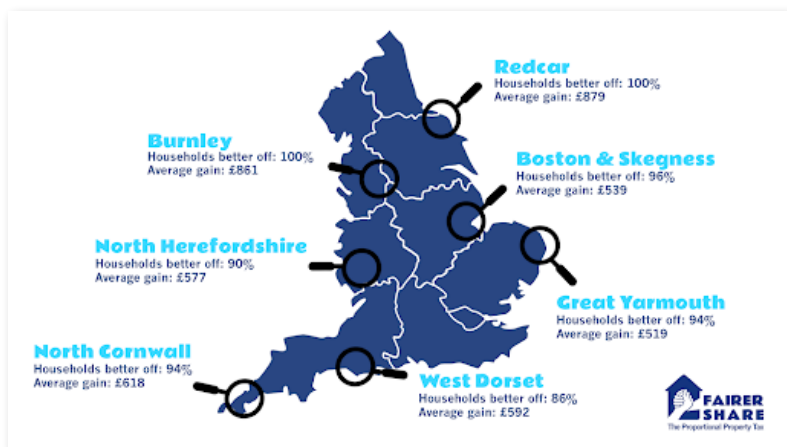 Redcar
Households better off: 100%
Average gain: £879
Burnley
Households better off: 100%
Average gain: £861
Boston & Skegness
Households better off: 96%
Average gain: £539
North Herefordshire
Households better off: 90%
Average gain: £577
Great Yarmouth
Households better off: 94%
Average gain: £519
North Cornwall
Households better off: 94%
Average gain: £618
West Dorset
Households better off: 86%
Average gain: £592
FAIRER
SHARE
The Proportional Property Tax